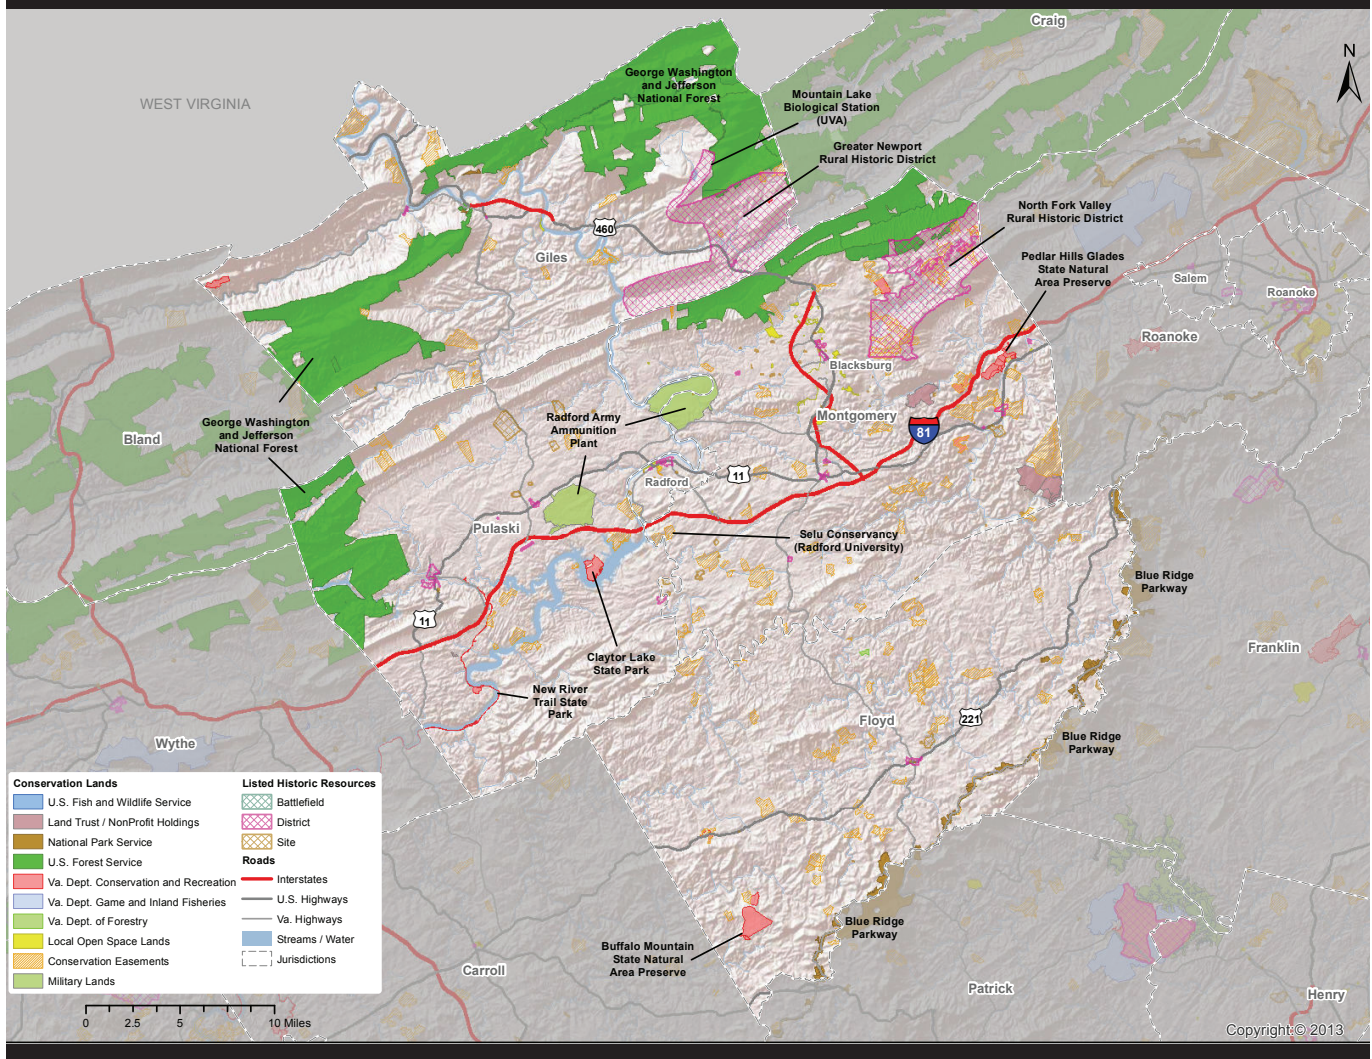 Craig
N
WEST VIRGINIA
George Washington
and Jefferson
National Forest
Mountain Lake
Biological Station
(UVA)
Greater Newport
Rural Historic District
North Fork Valley
Rural Historic District
460
Giles
Pedlar Hills Glades
State Natural
Area Preserve
Salem
Roanoke
Roanoke
Blacksburg
Montgomery
81
Bland
George Washington
and Jefferson
National Forest
Radford Army
Ammunition
Plant
Radford
11
Pulaski
Selu Conservancy
(Radford University)
Blue Ridge
Parkway
11
Claytor Lake
State Park
Franklin
New River
Trail State
Park
Floyd
221
Blue Ridge
Parkway
Wythe
Conservation Lands
U.S. Fish and Wildlife Service
Land Trust / NonProfit Holdings
National Park Service
U.S. Forest Service
Va. Dept. Conservation and Recreation
Va. Dept. Game and Inland Fisheries
Va. Dept. of Forestry
Local Open Space Lands
Conservation Easements
Military Lands
Listed Historic Resources
Battlefield
District
Site
Roads
Interstates
U.S. Highways
Va. Highways
Streams / Water
Jurisdictions
Blue Ridge
Parkway
Buffalo Mountain
State Natural
Area Preserve
Carroll
Patrick
Henry
0 2.5 5 10 Miles
Copyright:© 2013